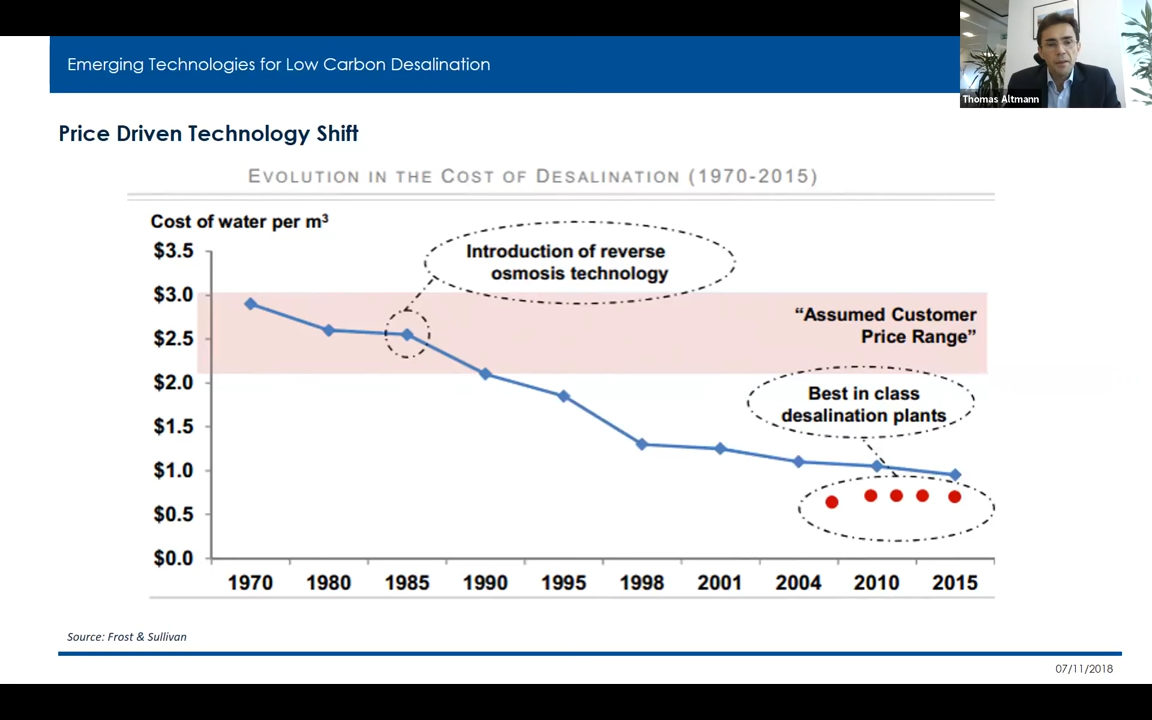 Emerging Technologies for Low Carbon Desalination
Thomas Altmann
Price Driven Technology Shift
EVOLUTION IN THE COST OF DESALINATION (1970-2015)
Cost of water per m³
$3.5
$3.0
$2.5
$2.0
$1.5
$1.0
$0.5
$0.0
Introduction of reverse
osmosis technology
“Assumed Customer
Price Range”
Best in class
desalination plants
1970 1980 1985 1990 1995 1998 2001 2004 2010 2015
Source: Frost & Sullivan
07/11/2018